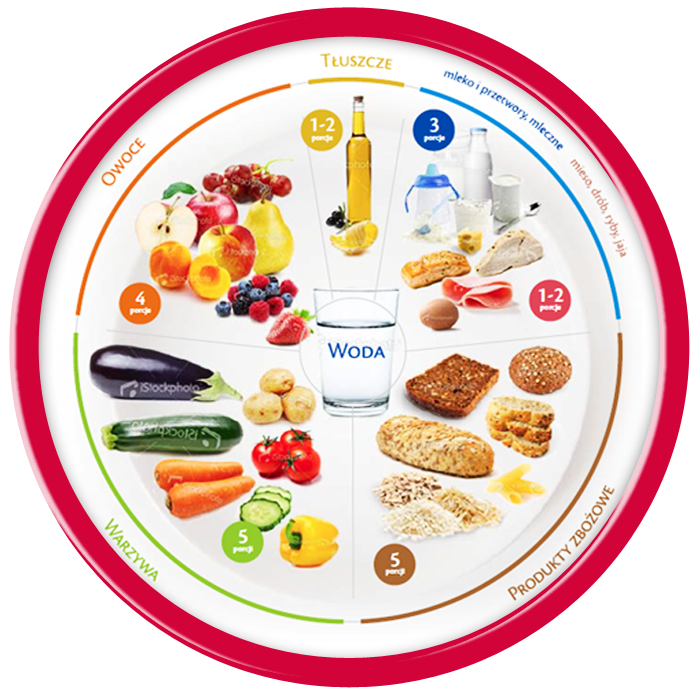 TŁUSZCZE
1-2
porcje
mleko i przetwory, mleczne
3
porcje
mięso, drób, ryby, jaja
1-2
porcje
OWOCE
4
porcje
WODA
WARZYWA
5
porcji
PRODUKTY ZBOŻOWE
5
porcji
iStockphoto